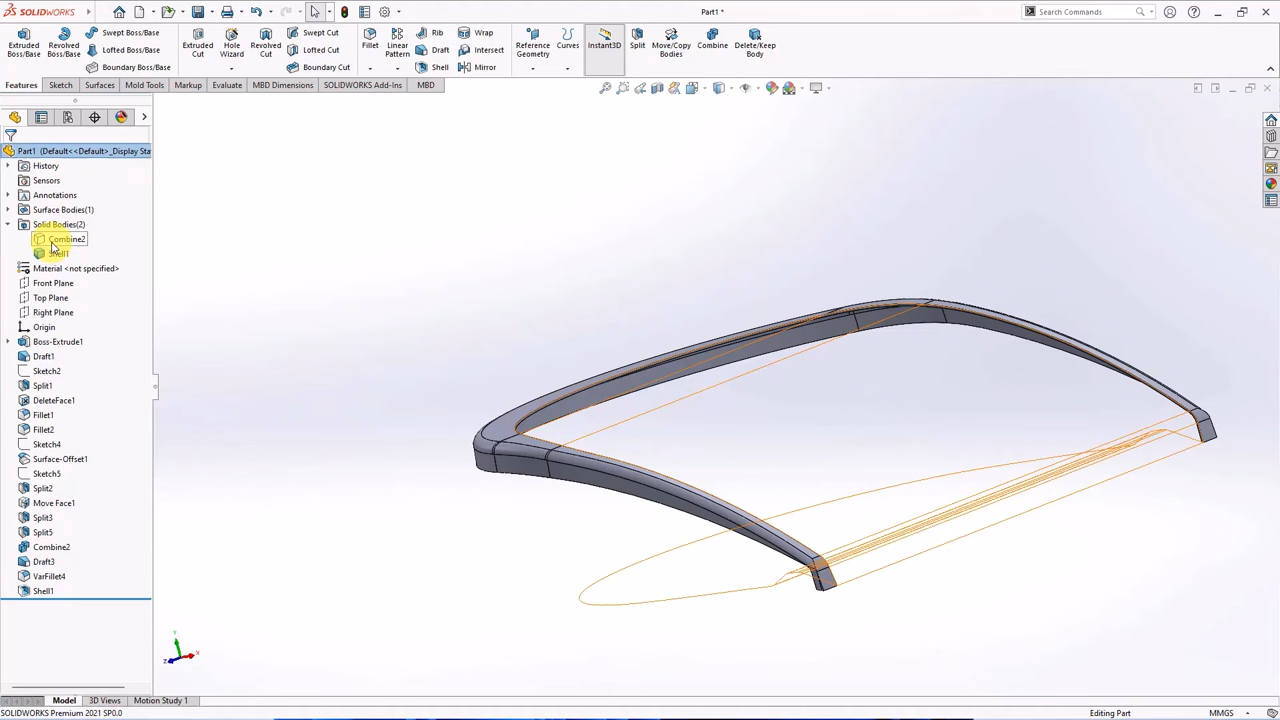 SOLIDWORKS
Part1 *
Search Commands
Extruded Boss/Base
Revolved Boss/Base
Swept Boss/Base
Lofted Boss/Base
Boundary Boss/Base
Extruded Cut
Hole Wizard
Revolved Cut
Swept Cut
Lofted Cut
Boundary Cut
Fillet
Linear Pattern
Rib
Draft
Shell
Wrap
Intersect
Mirror
Reference Geometry
Curves
Instant3D
Split
Move/Copy Bodies
Combine
Delete/Keep Body
Features
Sketch
Surfaces
Mold Tools
Markup
Evaluate
MBD Dimensions
SOLIDWORKS Add-Ins
MBD
Part1 (Default<<Default>_Display Sta
History
Sensors
Annotations
Surface Bodies(1)
Solid Bodies(2)
Combine2
Shell1
Material <not specified>
Front Plane
Top Plane
Right Plane
Origin
Boss-Extrude1
Draft1
Sketch2
Split1
DeleteFace1
Fillet1
Fillet2
Sketch4
Surface-Offset1
Sketch5
Split2
Move Face1
Split3
Split5
Combine2
Draft3
VarFillet4
Shell1
Y
Z X
Model
3D Views
Motion Study 1
SOLIDWORKS Premium 2021 SP0.0
Editing Part
MMGS